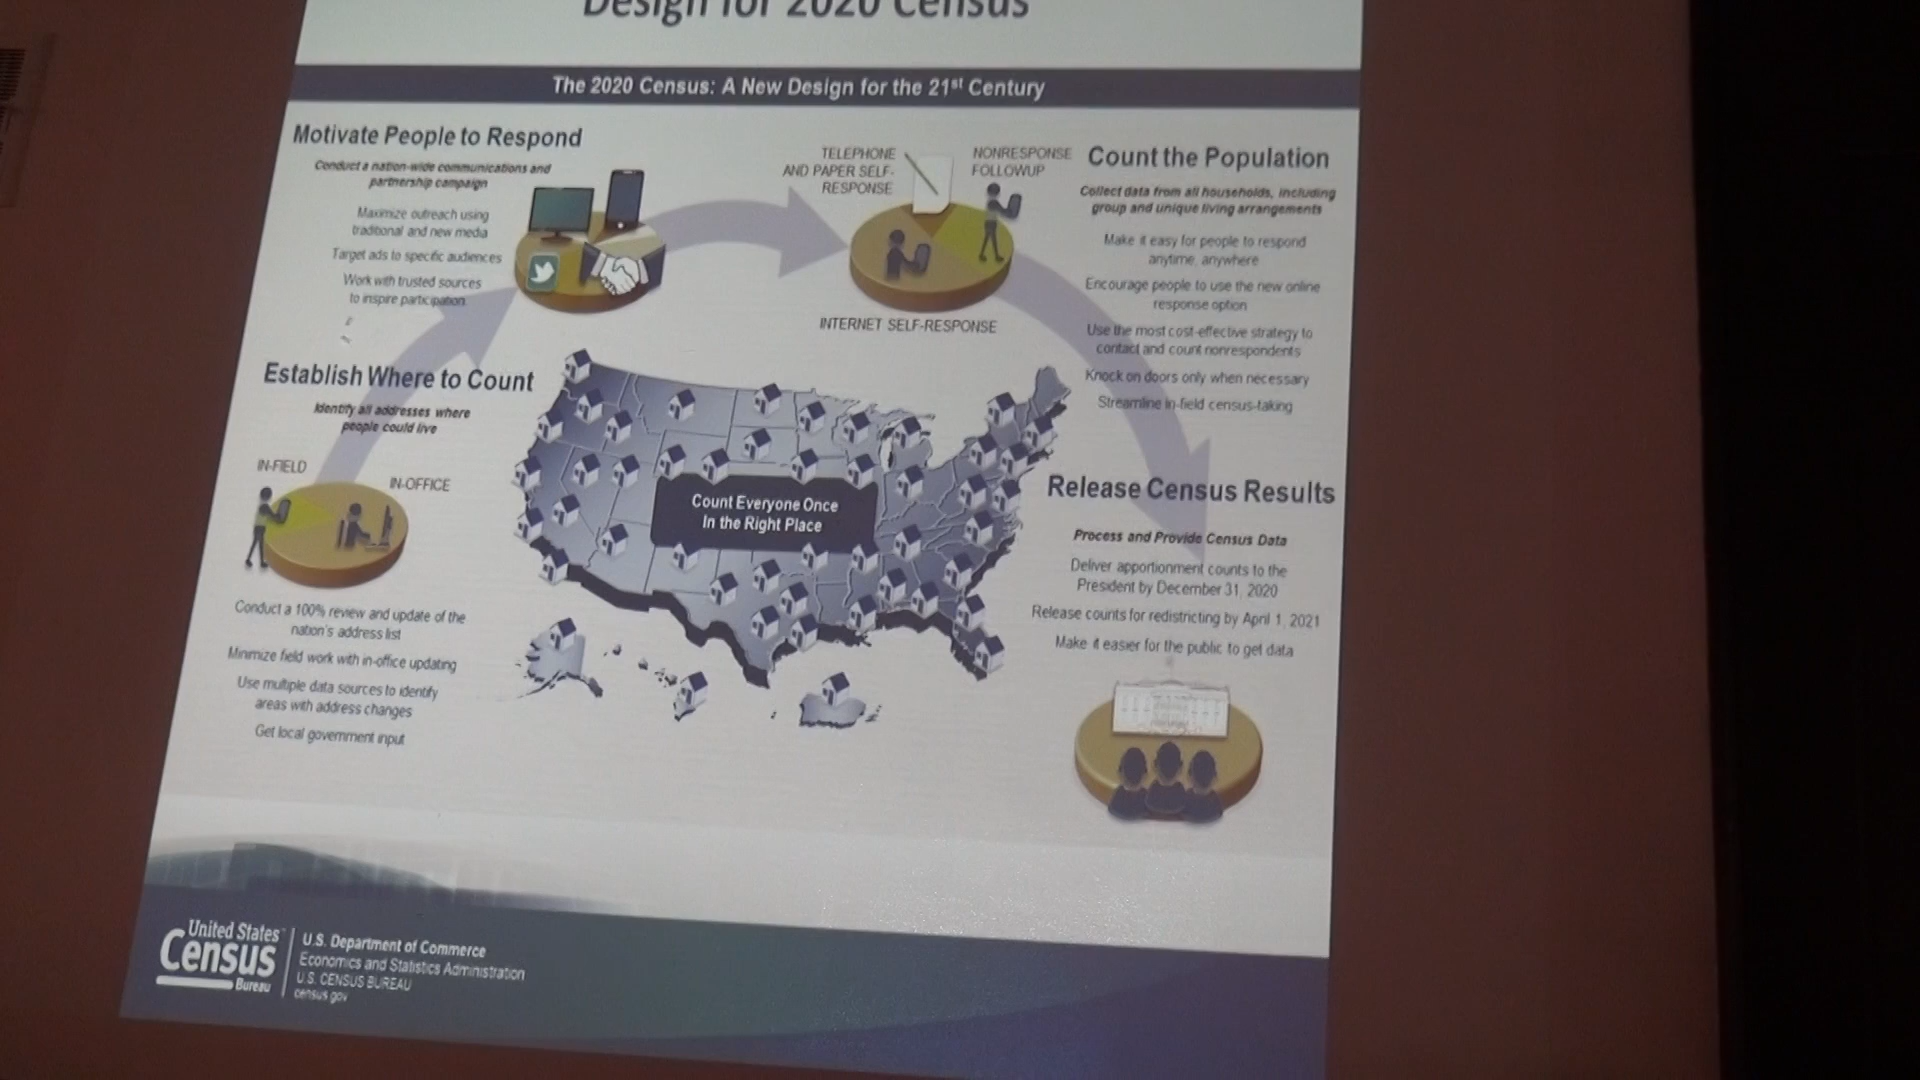 Design for 2020 Census
The 2020 Census: A New Design for the 21st Century
Motivate People to Respond
Conduct a nation-wide communications and
partnership campaign
Maximize outreach using
traditional and new media
Target ads to specific audiences
Work with trusted sources
to inspire participation
TELEPHONE
AND PAPER SELF-
RESPONSE
NONRESPONSE
FOLLOWUP
INTERNET SELF-RESPONSE
Count the Population
Collect data from all households, including
group and unique living arrangements
Make it easy for people to respond
anytime, anywhere
Encourage people to use the new online
response option
Use the most cost-effective strategy to
contact and count nonrespondents
Knock on doors only when necessary
Streamline in-field census-taking
Establish Where to Count
Identify all addresses where
people could live
IN-FIELD
IN-OFFICE
Conduct a 100% review and update of the
nation's address list
Minimize field work with in-office updating
Use multiple data sources to identify
areas with address changes
Get local government input
Count Everyone Once
In the Right Place
Release Census Results
Process and Provide Census Data
Deliver apportionment counts to the
President by December 31, 2020
Release counts for redistricting by April 1, 2021
Make it easier for the public to get data
United States
Census
Bureau
U.S. Department of Commerce
Economics and Statistics Administration
U.S. CENSUS BUREAU
census.gov